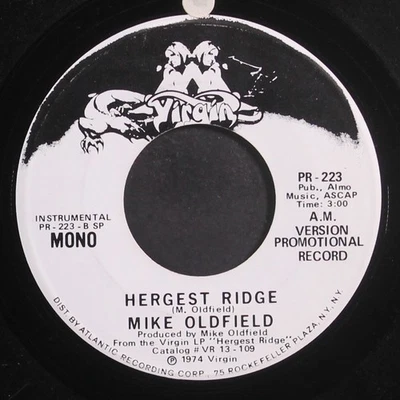 Virgin
PR-223
Pub., Almo
Music, ASCAP
Time: 3:00
A.M.
VERSION
PROMOTIONAL
RECORD
INSTRUMENTAL
PR-223-B SP
MONO
HERGEST RIDGE
(M. Oldfield)
MIKE OLDFIELD
Produced by Mike Oldfield
From the Virgin LP "Hergest Ridge"
Catalog # VR 13-109
℗ 1974 Virgin
DIST BY ATLANTIC RECORDING CORP., 75 ROCKEFELLER PLAZA, N.Y. N.Y.